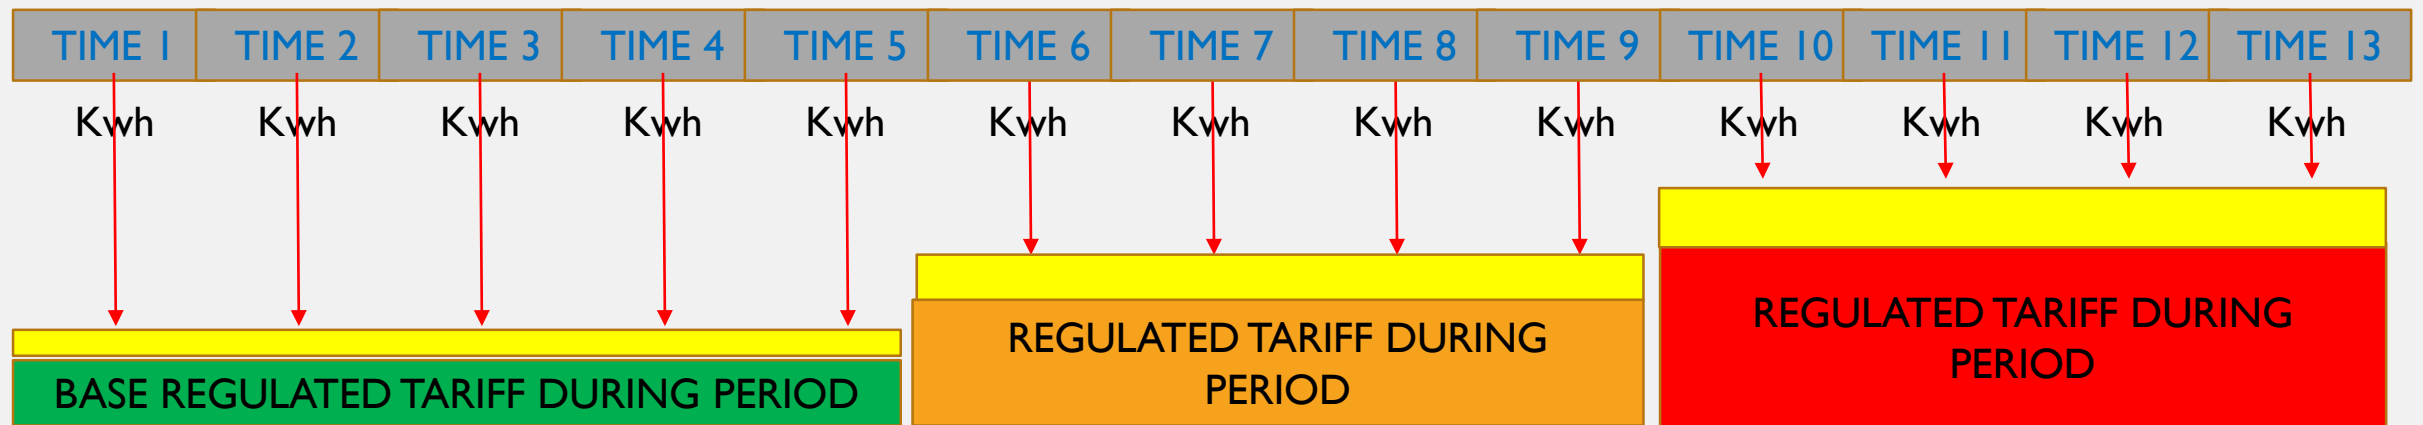 TIME 1 TIME 2 TIME 3 TIME 4 TIME 5 TIME 6 TIME 7 TIME 8 TIME 9 TIME 10 TIME 11 TIME 12 TIME 13
Kwh Kwh Kwh Kwh Kwh Kwh Kwh Kwh Kwh Kwh Kwh Kwh Kwh
BASE REGULATED TARIFF DURING PERIOD
REGULATED TARIFF DURING
PERIOD
REGULATED TARIFF DURING
PERIOD